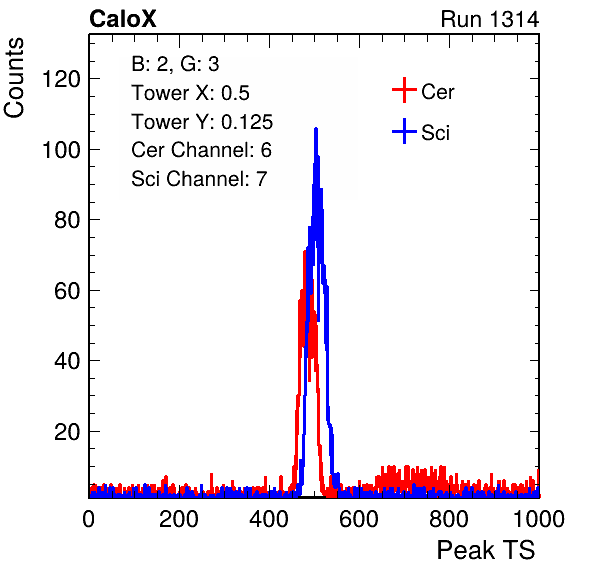 CaloX Run 1314
Counts
B: 2, G: 3
Tower X: 0.5
Tower Y: 0.125
Cer Channel: 6
Sci Channel: 7
Cer
Sci
120
100
80
60
40
20
0 200 400 600 800 1000
Peak TS